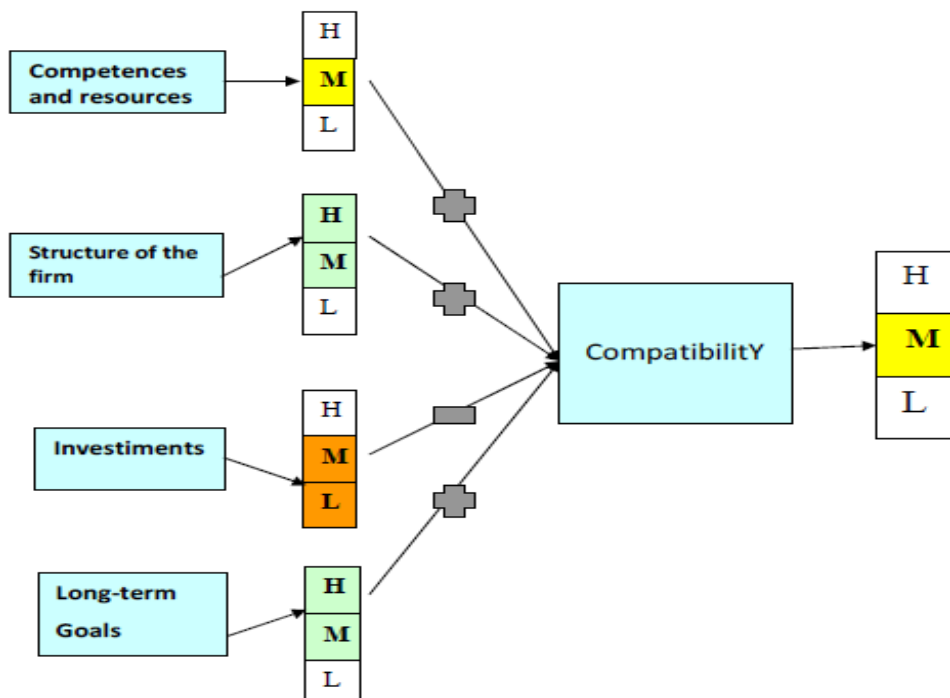 H
Competences
and resources
M
L
H
Structure of the
firm
M
L
H
Investiments
M
L
Long-term
Goals
H
M
L
CompatibilitY
H
M
L